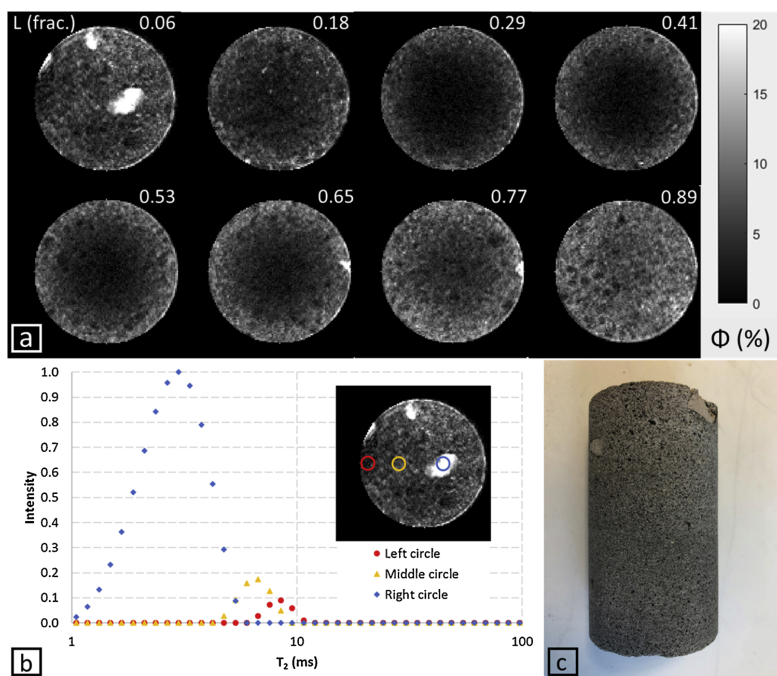 L (frac.) 0.06 0.18 0.29 0.41
0.53 0.65 0.77 0.89
20
15
10
5
0
Φ (%)
a
1.0
0.9
0.8
0.7
0.6
0.5
0.4
0.3
0.2
0.1
0.0
Intensity
Left circle
Middle circle
Right circle
1 10 100
T₂ (ms)
b
c